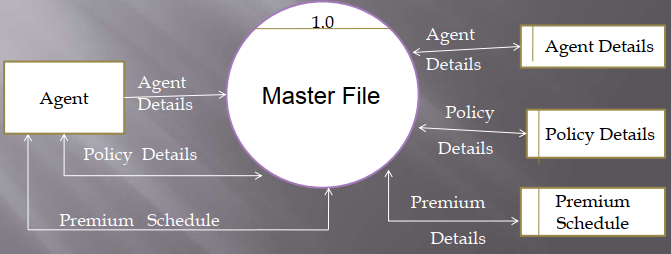 1.0
Master File
Agent
Agent
Details
Policy Details
Premium Schedule
Agent
Details
Policy
Details
Premium
Details
Agent Details
Policy Details
Premium
Schedule